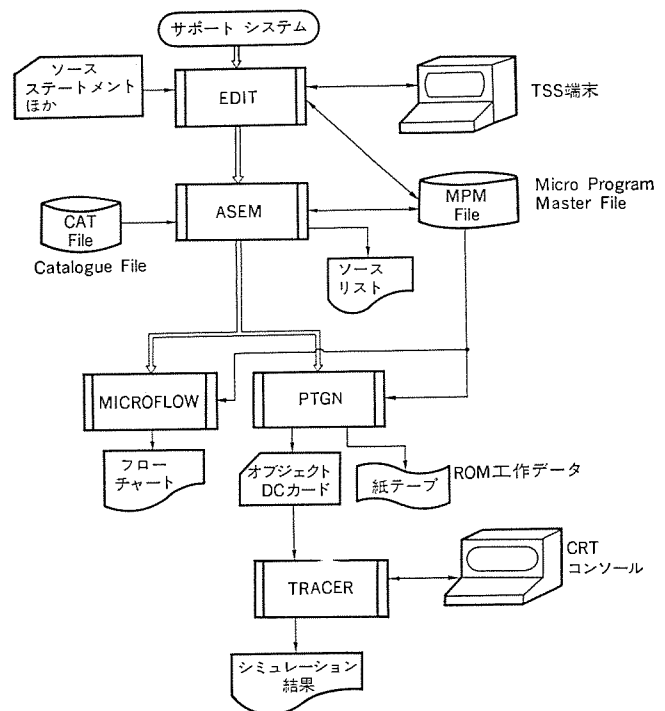 サポート システム
ソース
ステートメント
ほか
EDIT
TSS端末
CAT
File
Catalogue File
ASEM
MPM
File
Micro Program
Master File
ソース
リスト
MICROFLOW
PTGN
フロー
チャート
オブジェクト
DCカード
紙テープ
ROM工作データ
TRACER
CRT
コンソール
シミュレーション
結果